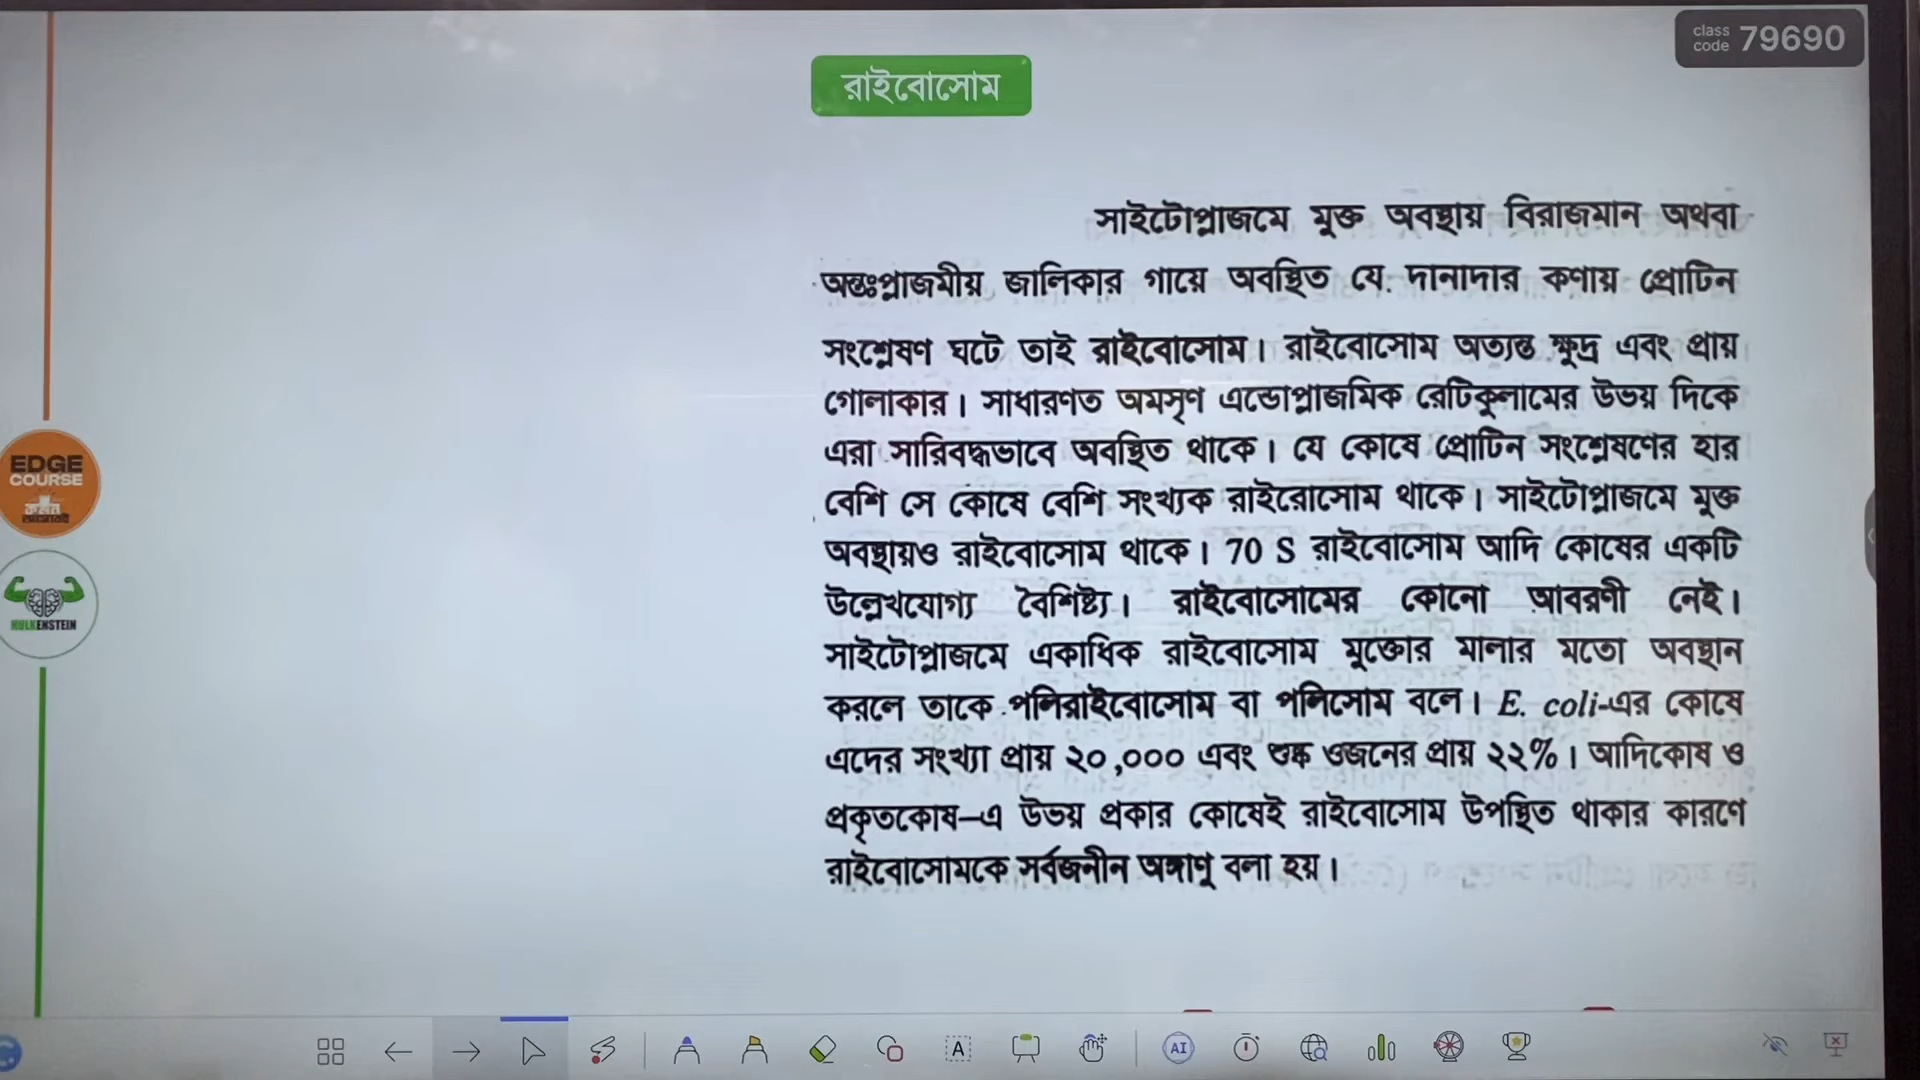 class code 79690
রাইবোসোম
সাইটোপ্লাজমে মুক্ত অবস্থায় বিরাজমান অথবা
অন্তঃপ্লাজমীয় জালিকার গায়ে অবস্থিত যে দানাদার কণায় প্রোটিন
সংশ্লেষণ ঘটে তাই রাইবোসোম। রাইবোসোম অত্যন্ত ক্ষুদ্র এবং প্রায়
গোলাকার। সাধারণত অমসৃণ এন্ডোপ্লাজমিক রেটিকুলামের উভয় দিকে
এরা সারিবদ্ধভাবে অবস্থিত থাকে। যে কোষে প্রোটিন সংশ্লেষণের হার
বেশি সে কোষে বেশি সংখ্যক রাইরোসোম থাকে। সাইটোপ্লাজমে মুক্ত
অবস্থায়ও রাইবোসোম থাকে। 70 S রাইবোসোম আদি কোষের একটি
উল্লেখযোগ্য বৈশিষ্ট্য। রাইবোসোমের কোনো আবরণী নেই।
সাইটোপ্লাজমে একাধিক রাইবোসোম মুক্তোর মালার মতো অবস্থান
করলে তাকে পলিরাইবোসোম বা পলিসোম বলে। E. coli-এর কোষে
এদের সংখ্যা প্রায় ২০,০০০ এবং শুষ্ক ওজনের প্রায় ২২%। আদিকোষ ও
প্রকৃতকোষ–এ উভয় প্রকার কোষেই রাইবোসোম উপস্থিত থাকার কারণে
রাইবোসোমকে সর্বজনীন অঙ্গাণু বলা হয়।
EDGE
COURSE
HULKENSTEIN
A
AI